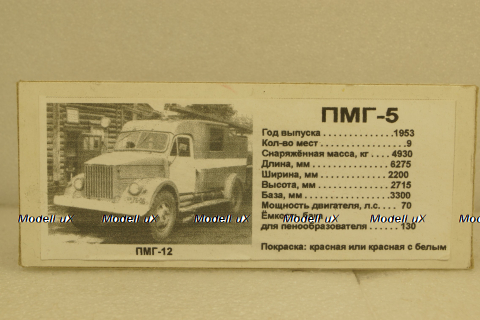 ПМГ-5
Год выпуска . . . . . . . . . . . . . . 1953
Кол-во мест . . . . . . . . . . . . . . . . 9
Снаряжённая масса, кг . . . . 4930
Длина, мм . . . . . . . . . . . . . . . . 6275
Ширина, мм . . . . . . . . . . . . . . 2200
Высота, мм . . . . . . . . . . . . . . . 2715
База, мм . . . . . . . . . . . . . . . . . 3300
Мощность двигателя, л.с. . . . 70
Ёмкость бака
для пенообразователя . . . . . . 130
Покраска: красная или красная с белым
ПМГ-12
Modell uX Modell uX Modell uX Modell uX Modell uX